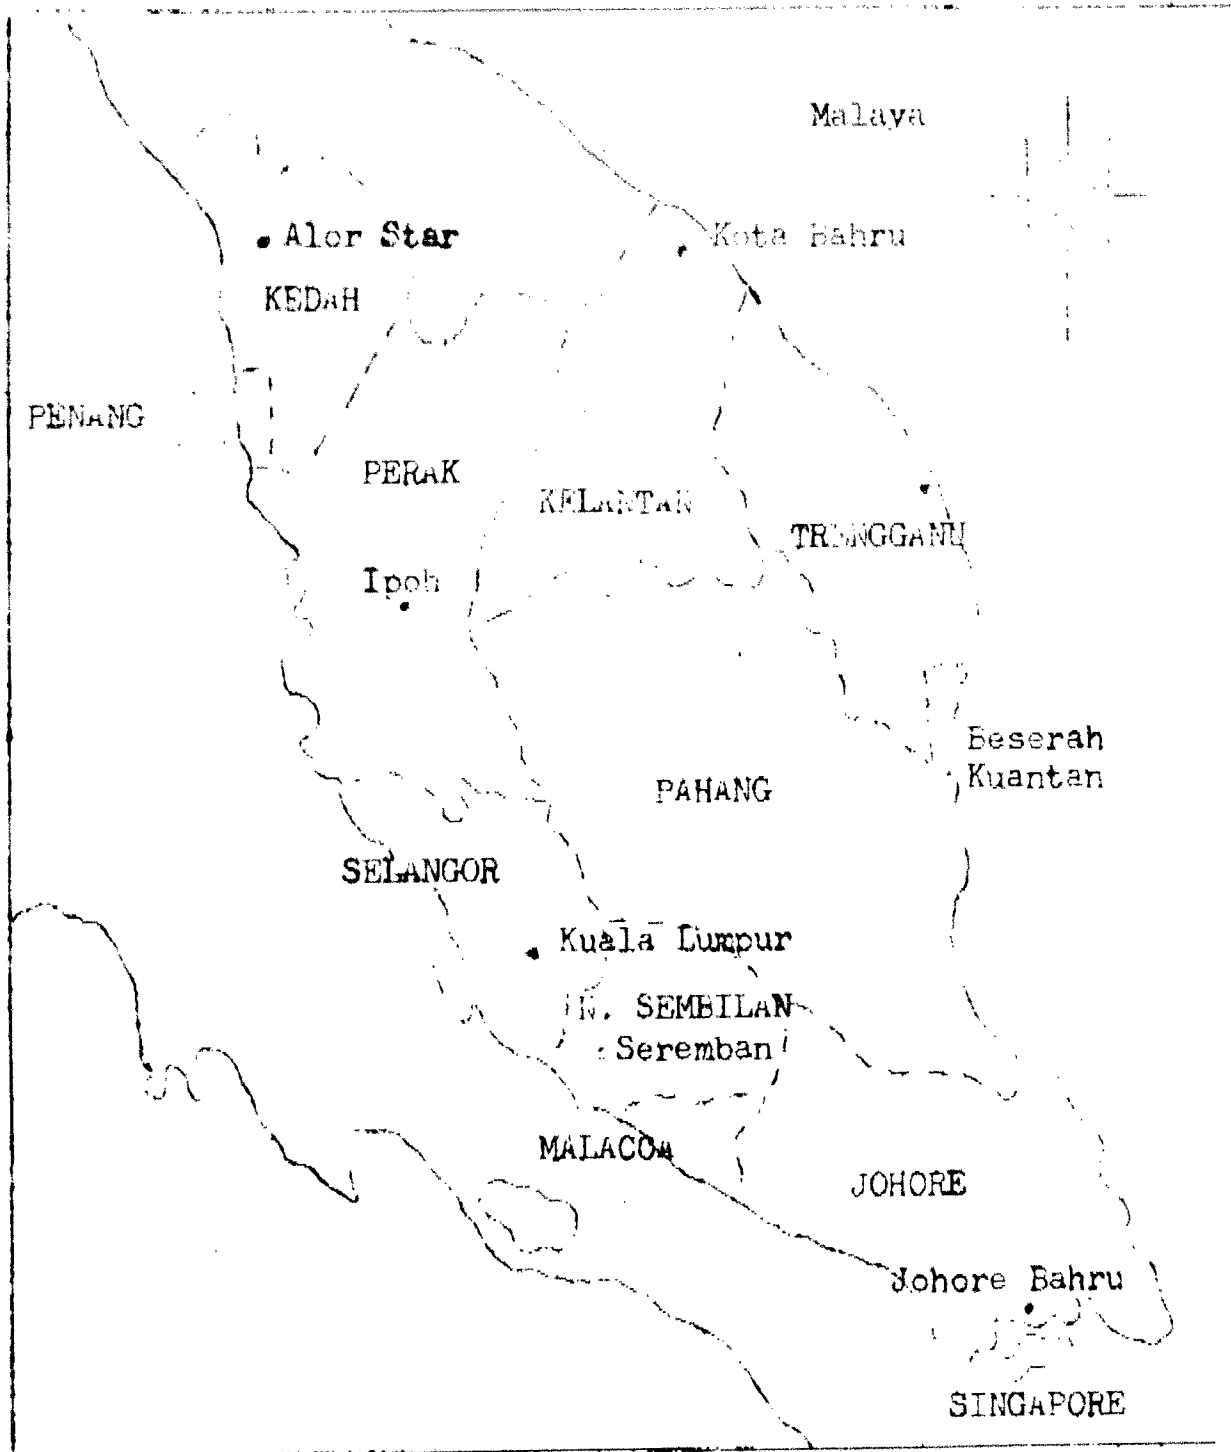 Malaya
Alor Star
Kota Bahru
KEDAH
PENANG
PERAK
KELANTAN
TRENGGANU
Ipoh
Beserah
Kuantan
PAHANG
SELANGOR
Kuala Lumpur
N. SEMBILAN
Seremban
MALACCA
JOHORE
Johore Bahru
SINGAPORE